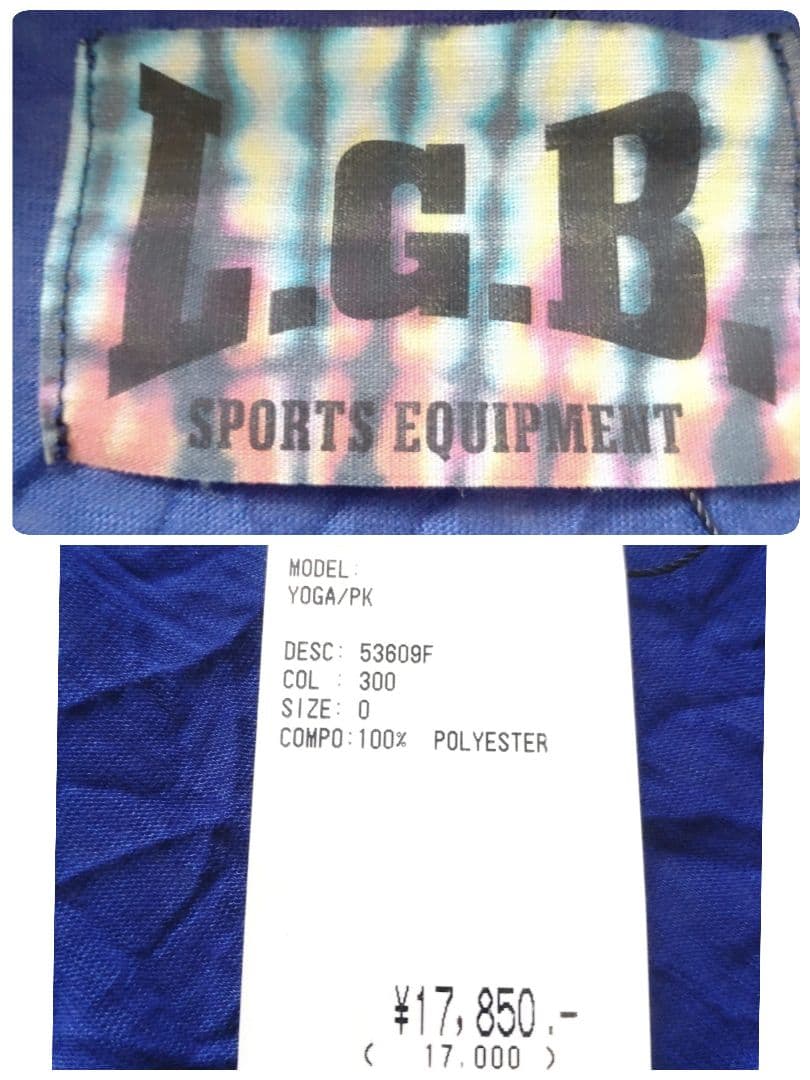 L.G.B.
SPORTS EQUIPMENT
MODEL:
YOGA/PK
DESC: 53609F
COL : 300
SIZE: 0
COMPO:100% POLYESTER
¥17,850.-
( 17.000 )